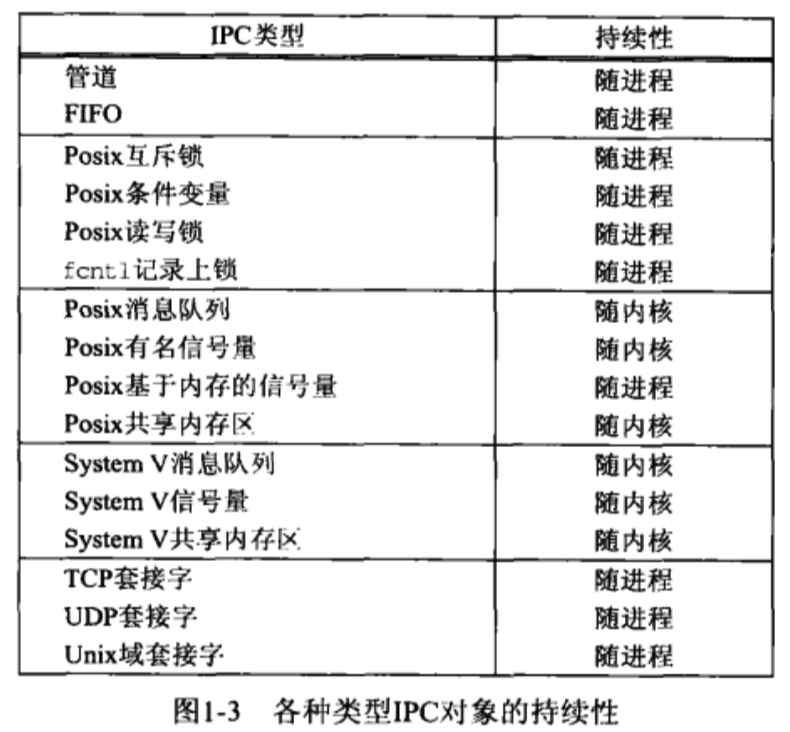 IPC类型 持续性
管道 随进程
FIFO 随进程
Posix互斥锁 随进程
Posix条件变量 随进程
Posix读写锁 随进程
fcntl记录上锁 随进程
Posix消息队列 随内核
Posix有名信号量 随内核
Posix基于内存的信号量 随进程
Posix共享内存区 随内核
System V消息队列 随内核
System V信号量 随内核
System V共享内存区 随内核
TCP套接字 随进程
UDP套接字 随进程
Unix域套接字 随进程
图1-3 各种类型IPC对象的持续性